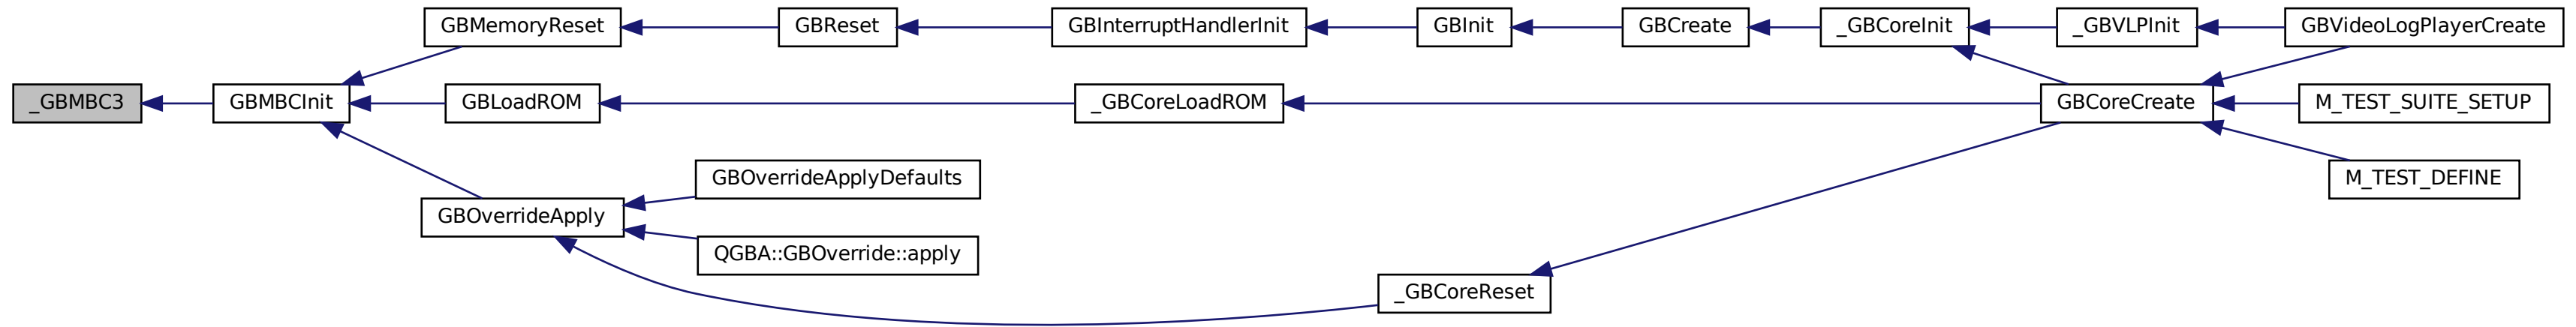 GBMemoryReset
GBReset
GBInterruptHandlerInit
GBInit
GBCreate
_GBCoreInit
_GBVLPInit
GBVideoLogPlayerCreate
_GBMBC3
GBMBCInit
GBLoadROM
_GBCoreLoadROM
GBCoreCreate
M_TEST_SUITE_SETUP
GBOverrideApplyDefaults
M_TEST_DEFINE
GBOverrideApply
QGBA::GBOverride::apply
_GBCoreReset